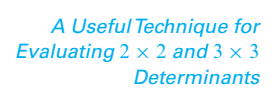 A Useful Technique for
Evaluating 2 × 2 and 3 × 3
Determinants